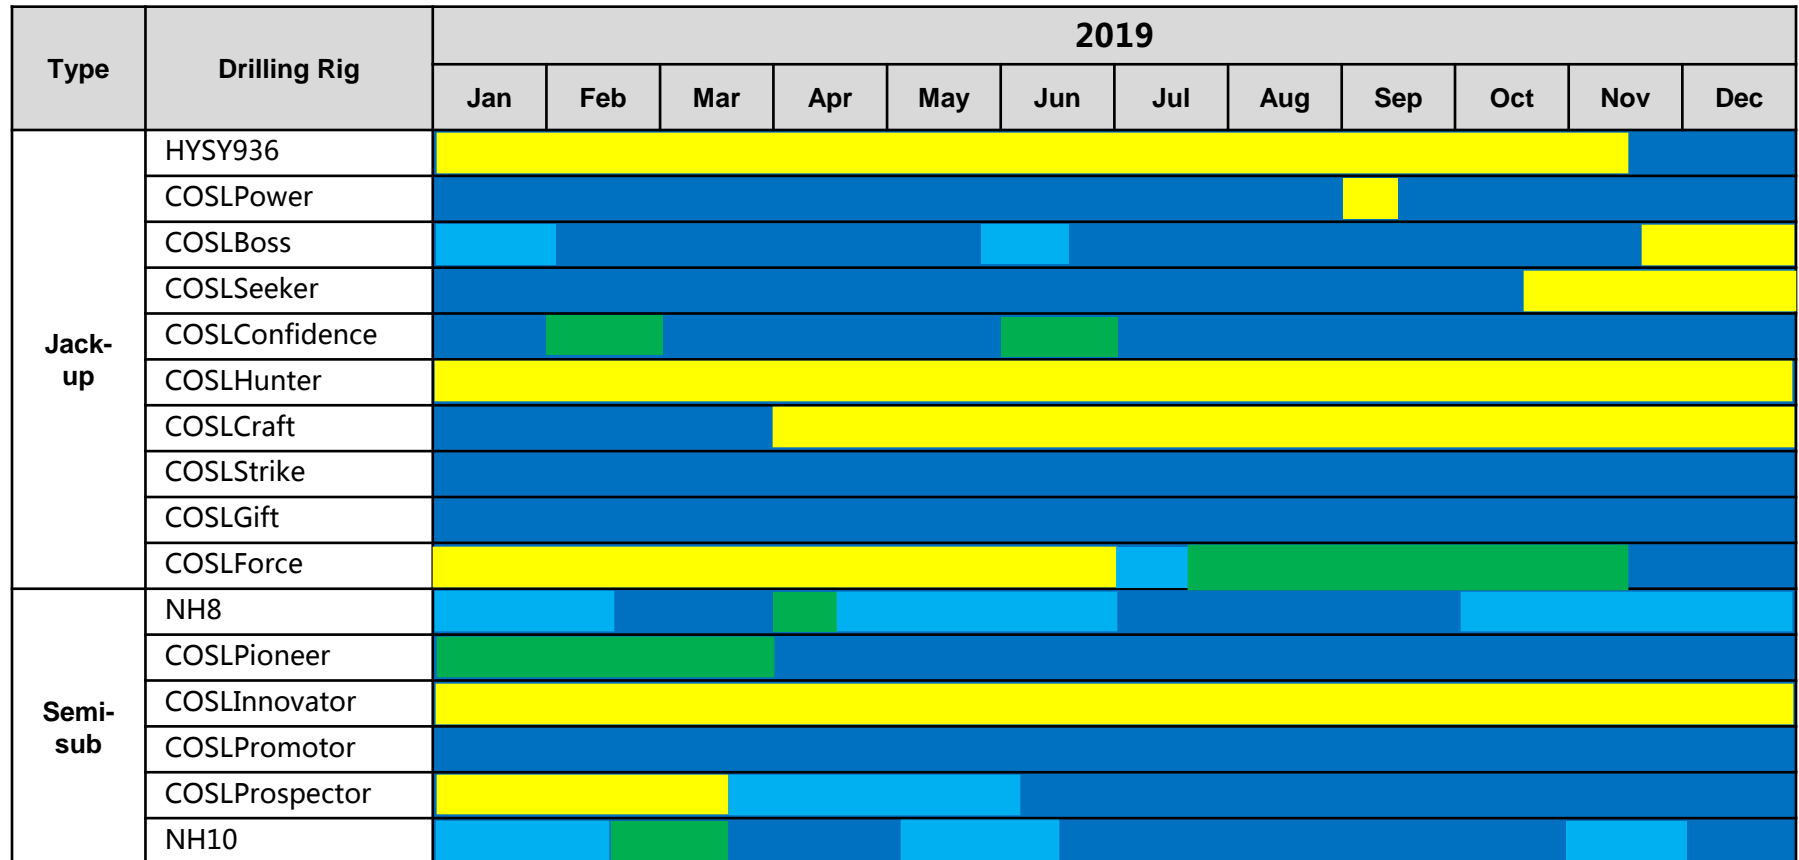 2019
Type
Drilling Rig
Jan Feb Mar Apr May Jun Jul Aug Sep Oct Nov Dec
HYSY936
COSLPower
COSLBoss
COSLSeeker
COSLConfidence
Jack-
up
COSLHunter
COSLCraft
COSLStrike
COSLGift
COSLForce
NH8
COSLPioneer
COSLInnovator
Semi-
sub
COSLPromotor
COSLProspector
NH10